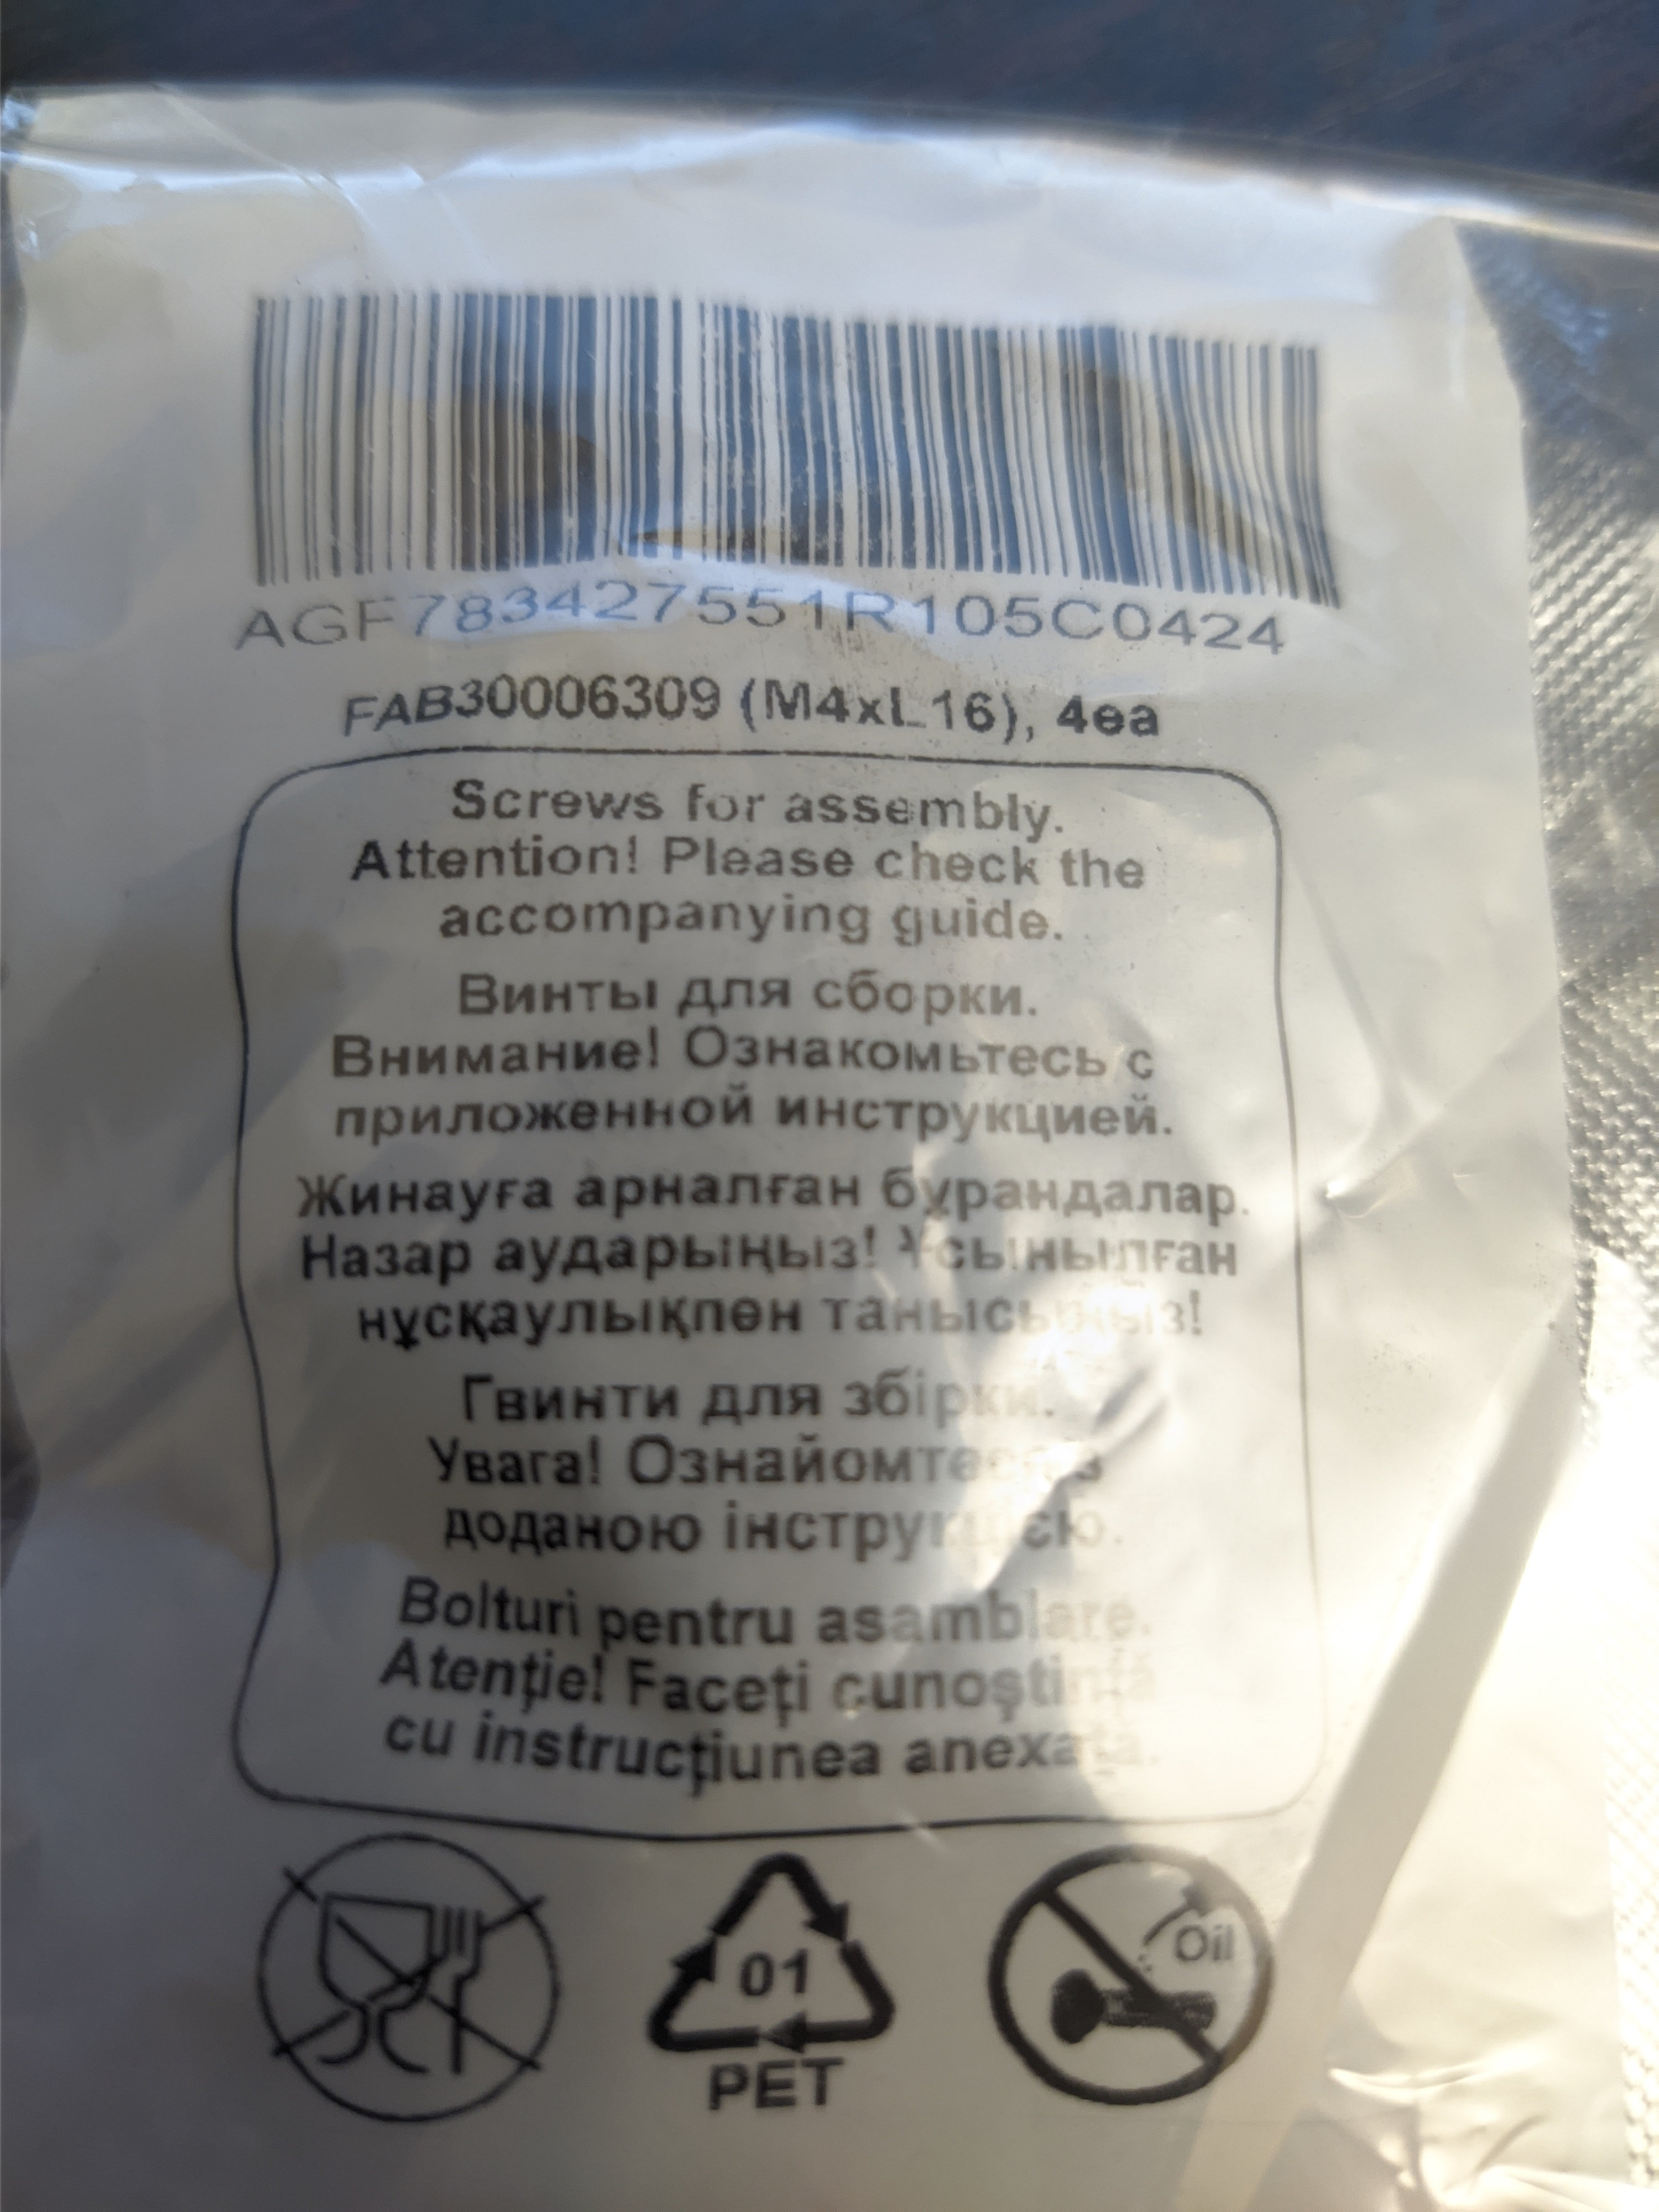 AGF783427551R105C0424
FAB30006309 (M4xL16), 4ea
Screws for assembly.
Attention! Please check the
accompanying guide.
Винты для сборки.
Внимание! Ознакомьтесь с
приложенной инструкцией.
Жинауға арналған бұрандалар.
Назар аударыңыз! Ұсынылған
нұсқаулықпен танысыңыз!
Гвинти для збірки.
Увага! Ознайомтесь з
доданою інструкцією.
Bolturi pentru asamblare.
Atenție! Faceți cunoștință
cu instrucțiunea anexată.
Oil
01
PET